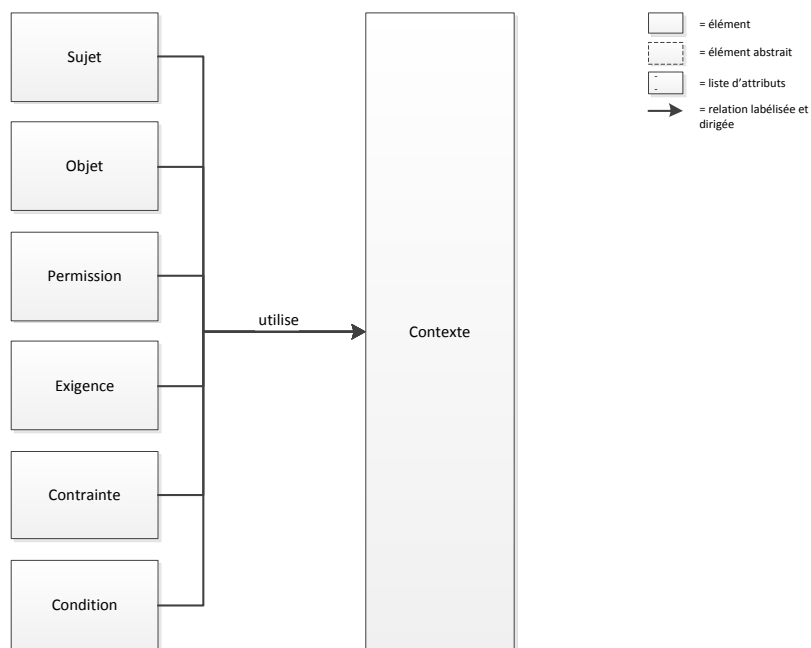 Sujet
Objet
Permission
Exigence
Contrainte
Condition
utilise
Contexte
= élément
= élément abstrait
= liste d'attributs
= relation labélisée et
dirigée